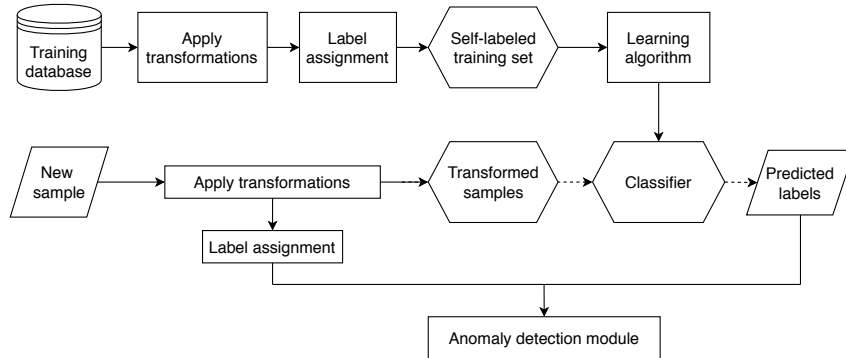 Training
database
Apply
transformations
Label
assignment
Self-labeled
training set
Learning
algorithm
New
sample
Apply transformations
Transformed
samples
Classifier
Predicted
labels
Label assignment
Anomaly detection module